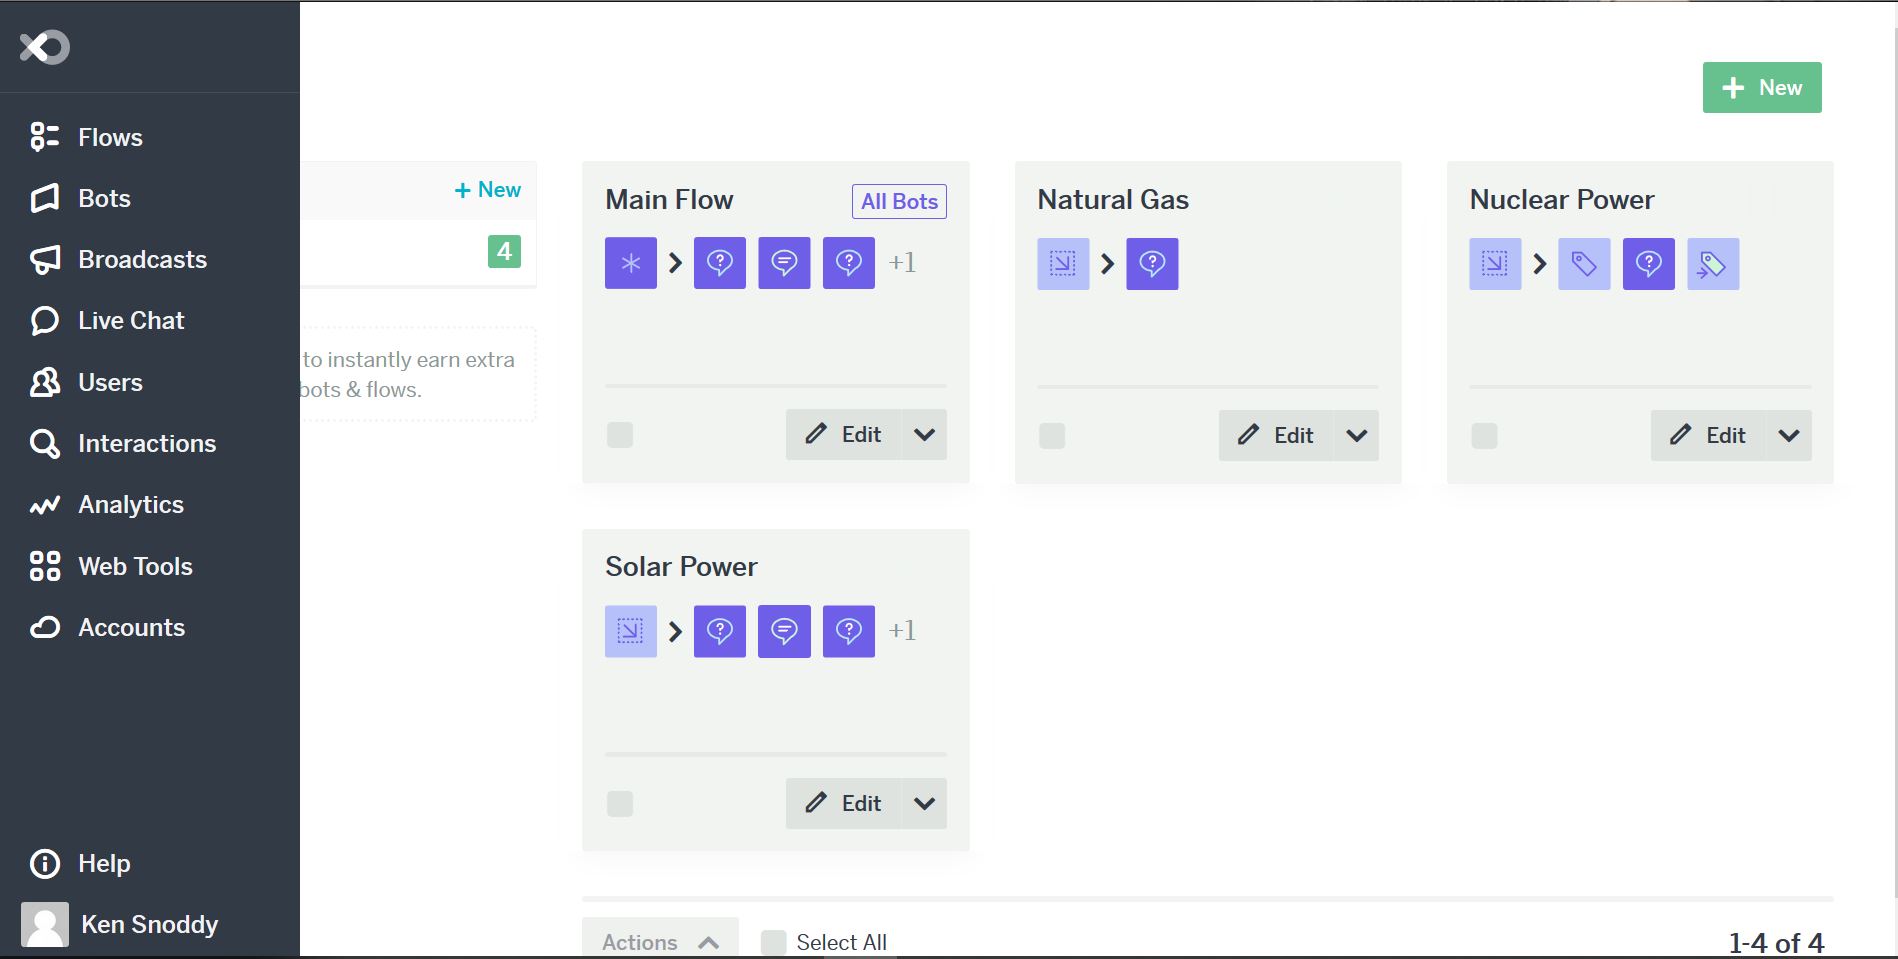 Flows
Bots
Broadcasts
Live Chat
Users
Interactions
Analytics
Web Tools
Accounts
Help
Ken Snoddy
+ New
4
to instantly earn extra
bots & flows.
+ New
Main Flow
All Bots
+1
Edit
Natural Gas
Edit
Nuclear Power
Edit
Solar Power
+1
Edit
Actions
Select All
1-4 of 4